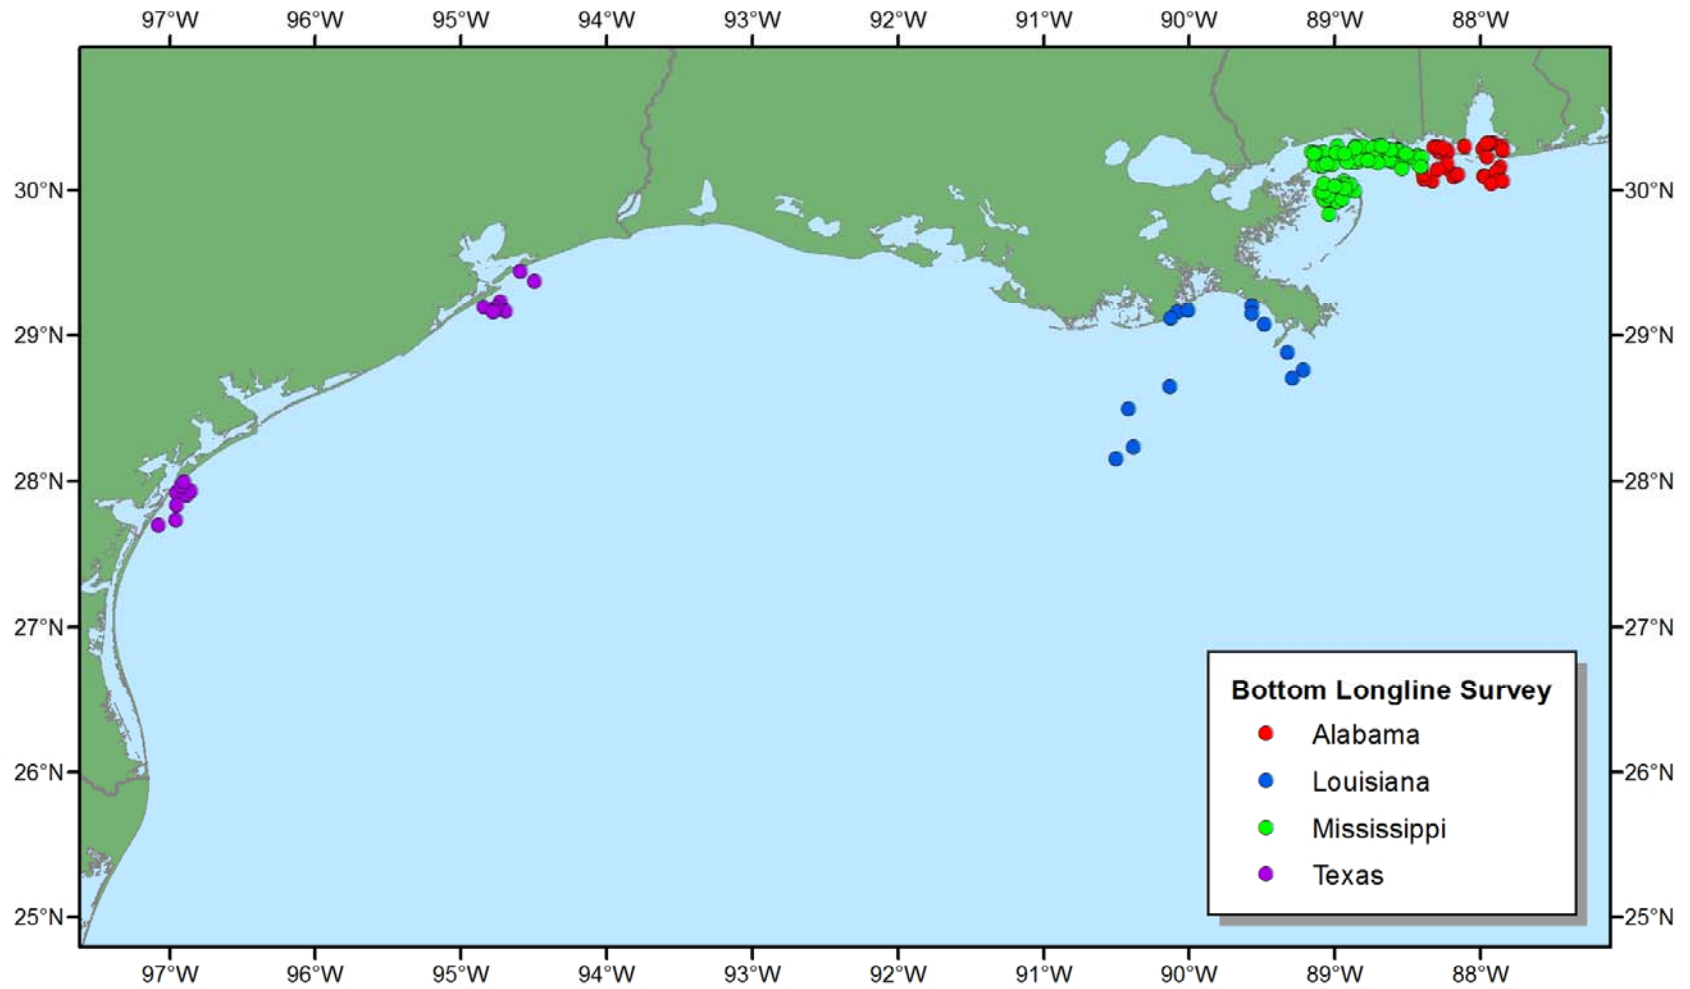 97°W 96°W 95°W 94°W 93°W 92°W 91°W 90°W 89°W 88°W
30°N 30°N
29°N 29°N
28°N 28°N
27°N 27°N
Bottom Longline Survey
Alabama
26°N 26°N
Louisiana
Mississippi
Texas
25°N 25°N
97°W 96°W 95°W 94°W 93°W 92°W 91°W 90°W 89°W 88°W